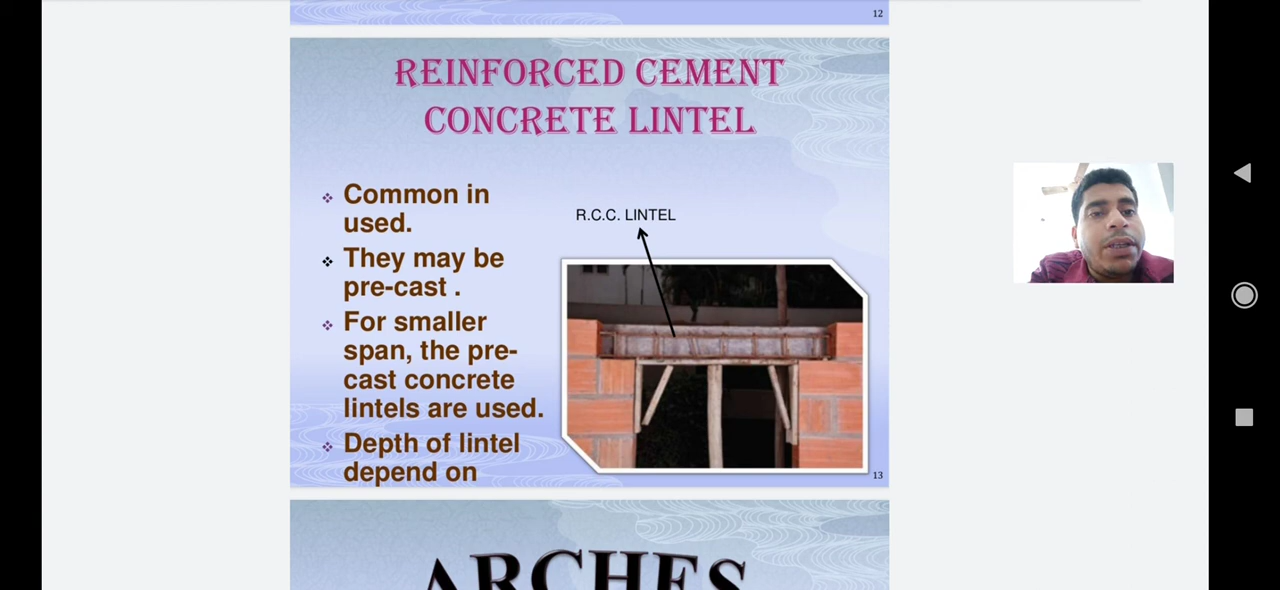 12
REINFORCED CEMENT
CONCRETE LINTEL
Common in
used.
They may be
pre-cast .
For smaller
span, the pre-
cast concrete
lintels are used.
Depth of lintel
depend on
R.C.C. LINTEL
13
ARCHES